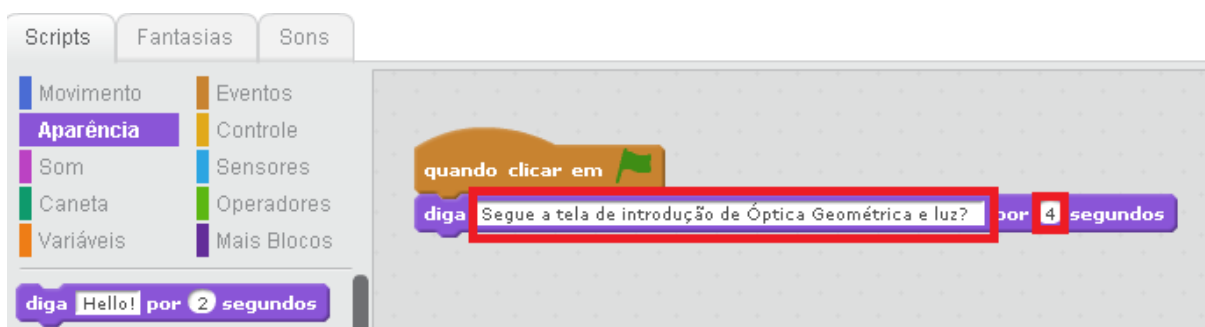 Scripts Fantasias Sons
Movimento Eventos
Aparência Controle
Som Sensores
Caneta Operadores
Variáveis Mais Blocos
diga Hello! por 2 segundos
quando clicar em
diga Segue a tela de introdução de Óptica Geométrica e luz? por 4 segundos